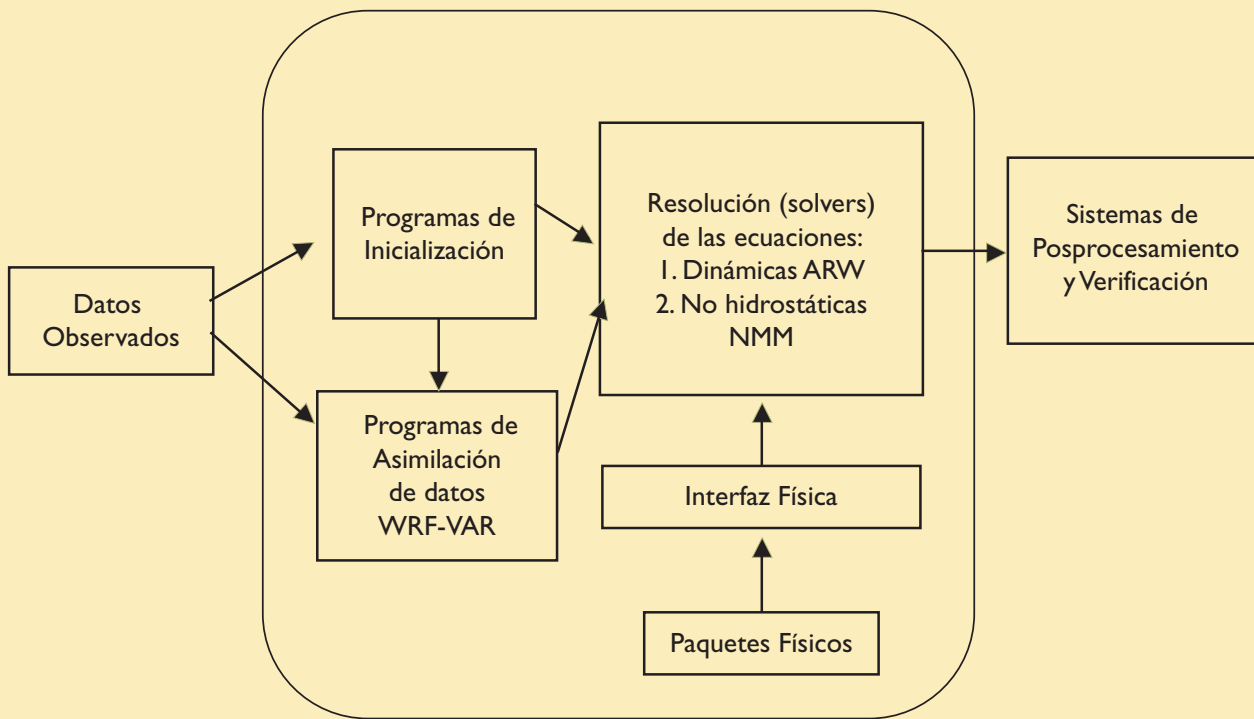 Datos
Observados
Programas de
Inicialización
Programas de
Asimilación
de datos
WRF-VAR
Resolución (solvers)
de las ecuaciones:
1. Dinámicas ARW
2. No hidrostáticas
NMM
Interfaz Física
Paquetes Físicos
Sistemas de
Posprocesamiento
y Verificación